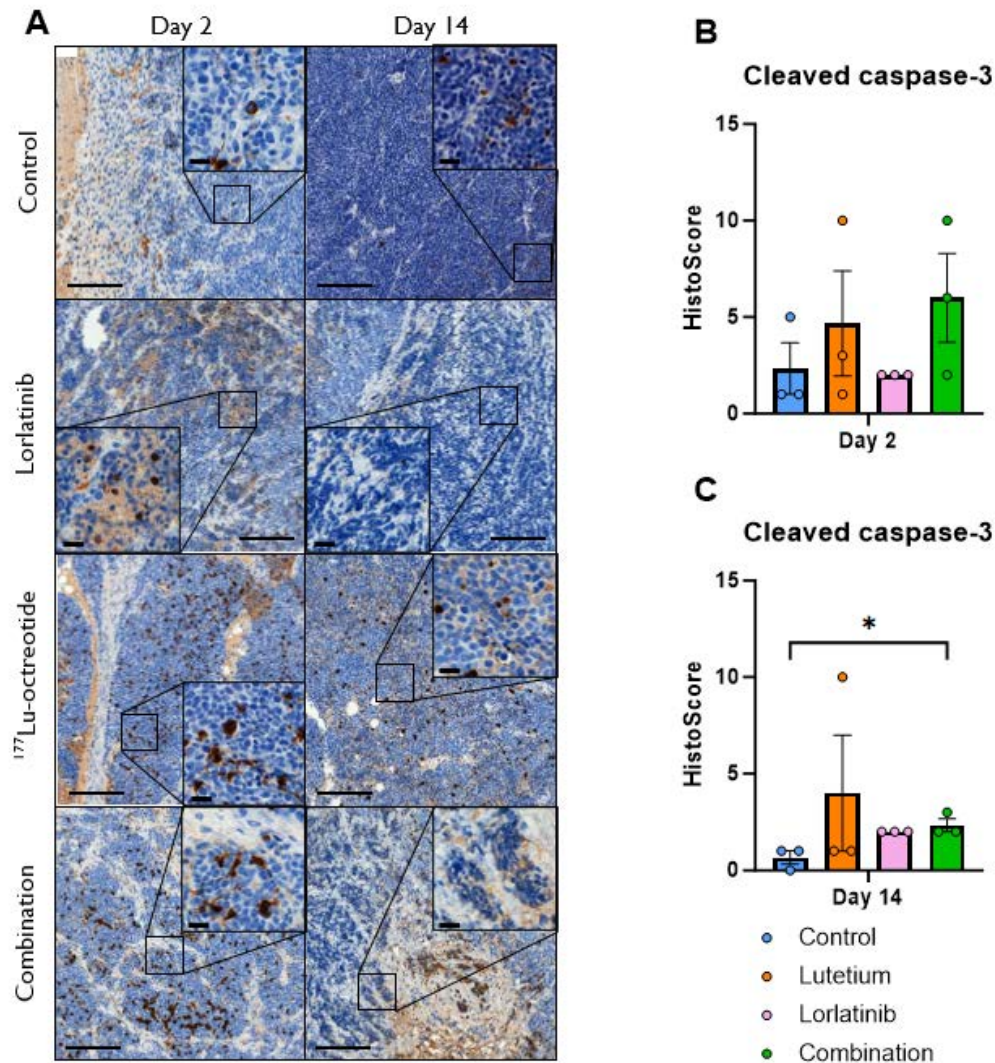 A
Day 2
Day 14
Control
Lorlatinib
¹⁷⁷Lu-octreotide
Combination
B
Cleaved caspase-3
HistoScore
15
10
5
0
Day 2
C
Cleaved caspase-3
HistoScore
15
10
5
0
*
Day 14
Control
Lutetium
Lorlatinib
Combination